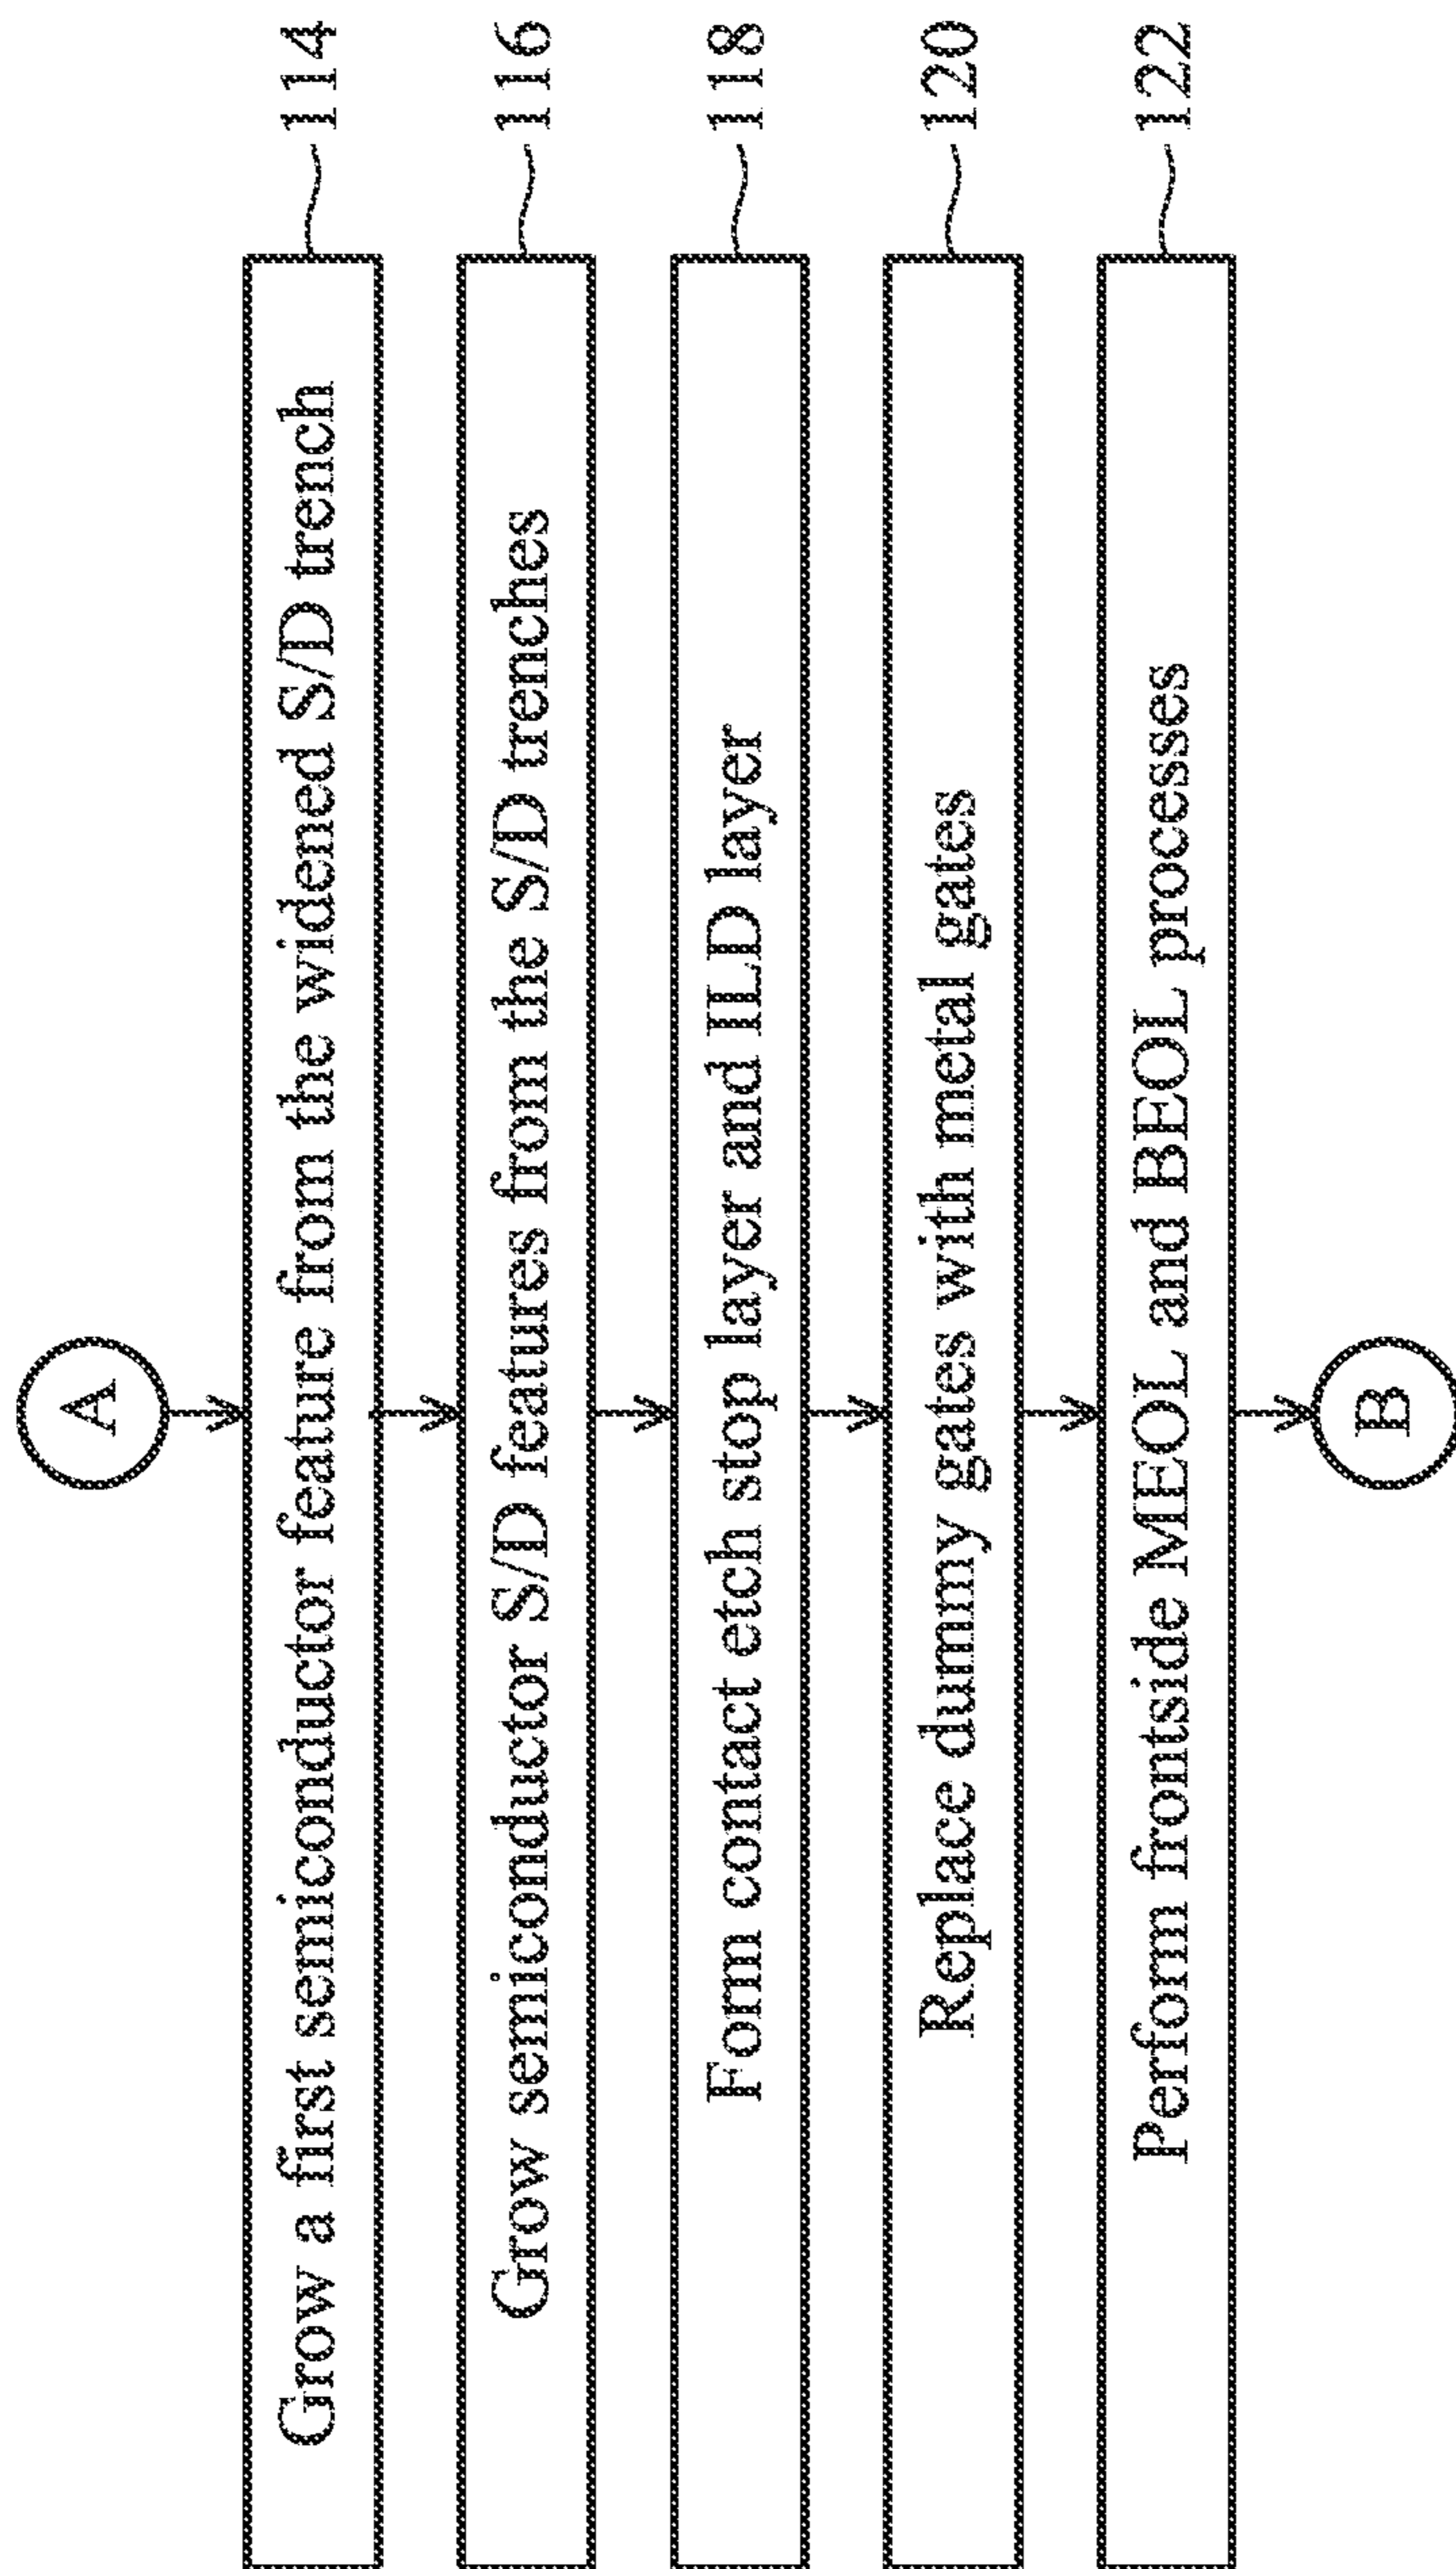 A
Grow a first semiconductor feature from the widened S/D trench 114
Grow semiconductor S/D features from the S/D trenches 116
Form contact etch stop layer and ILD layer 118
Replace dummy gates with metal gates 120
Perform frontside MEOL and BEOL processes 122
B